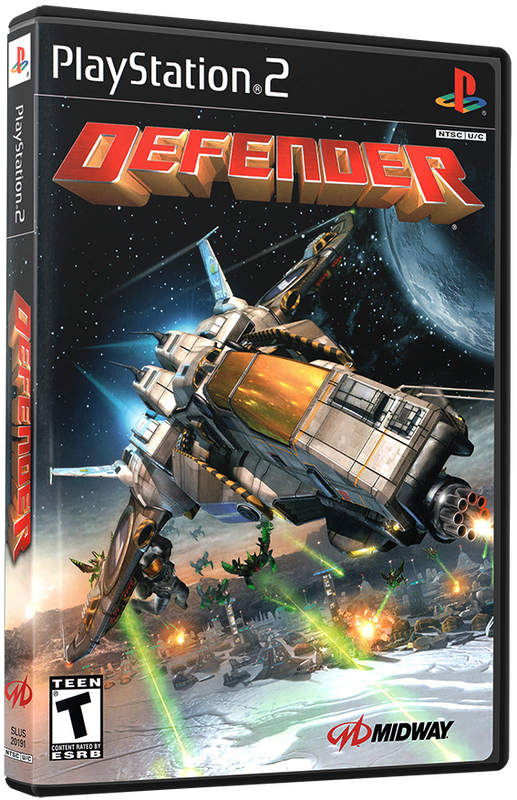 PlayStation.2
SLUS
20191
NTSC U/C
DEFENDER
PlayStation®2
NTSC U/C
DEFENDER®
TEEN
T
CONTENT RATED BY
ESRB
MIDWAY